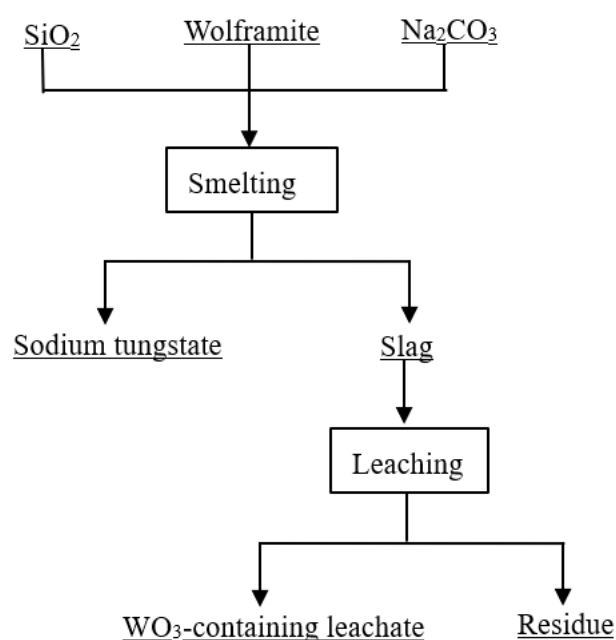 SiO₂
Wolframite
Na₂CO₃
Smelting
Sodium tungstate
Slag
Leaching
WO₃-containing leachate
Residue